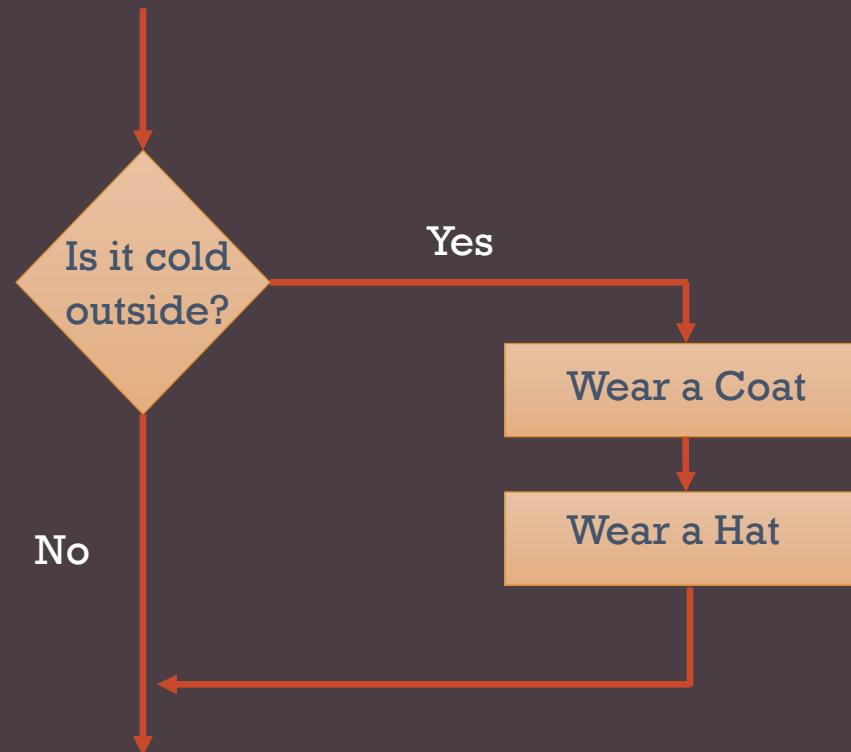 Is it cold
outside?
Yes
Wear a Coat
Wear a Hat
No